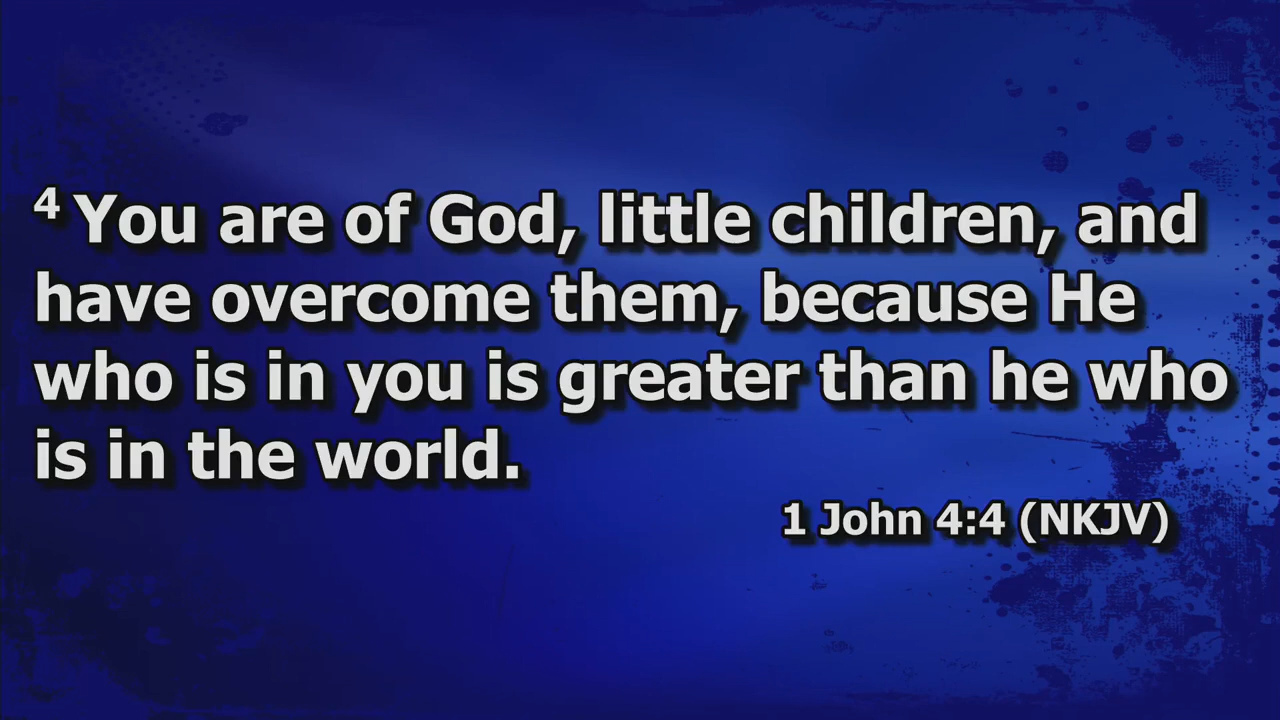 4 You are of God, little children, and
have overcome them, because He
who is in you is greater than he who
is in the world.
1 John 4:4 (NKJV)